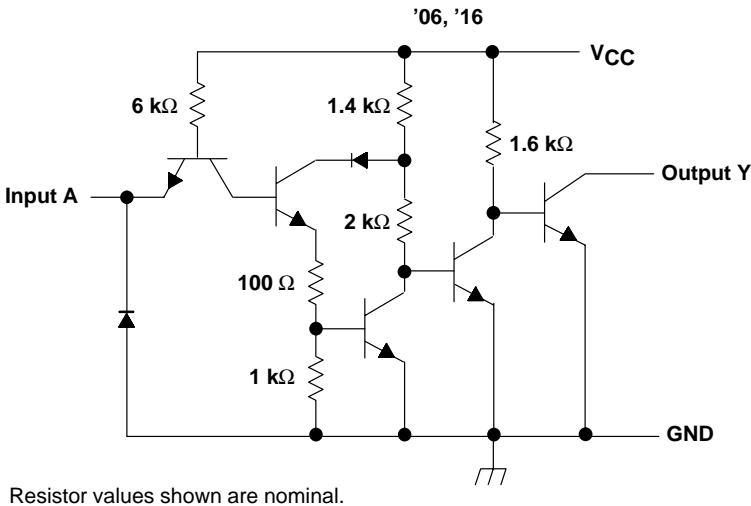 ’06, ’16
VCC
6 kΩ
1.4 kΩ
1.6 kΩ
Input A
Output Y
2 kΩ
100 Ω
1 kΩ
GND
Resistor values shown are nominal.